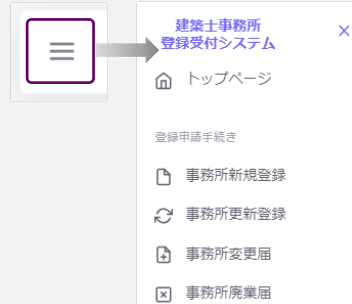 建築士事務所
登録受付システム
トップページ
登録申請手続き
事務所新規登録
事務所更新登録
事務所変更届
事務所廃業届